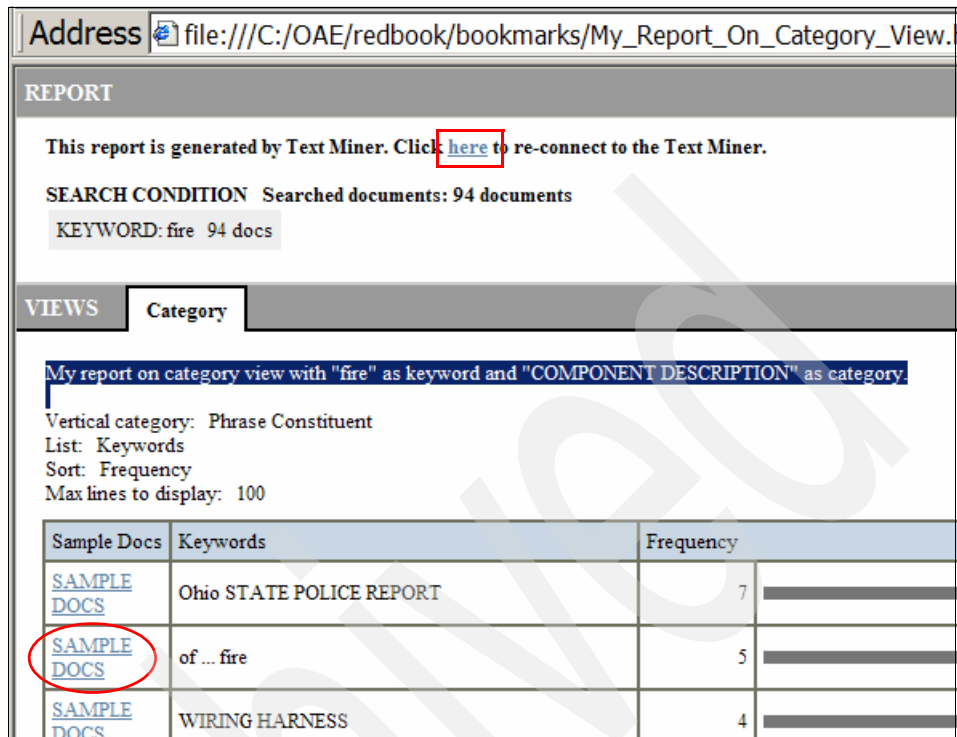 Address file:///C:/OAE/redbook/bookmarks/My_Report_On_Category_View.
REPORT
This report is generated by Text Miner. Click here to re-connect to the Text Miner.
SEARCH CONDITION Searched documents: 94 documents
KEYWORD: fire 94 docs
VIEWS Category
My report on category view with "fire" as keyword and "COMPONENT DESCRIPTION" as category.
Vertical category: Phrase Constituent
List: Keywords
Sort: Frequency
Max lines to display: 100
Sample Docs Keywords Frequency
SAMPLE
DOCS
Ohio STATE POLICE REPORT 7
SAMPLE
DOCS
of ... fire 5
SAMPLE
DOCS
WIRING HARNESS 4